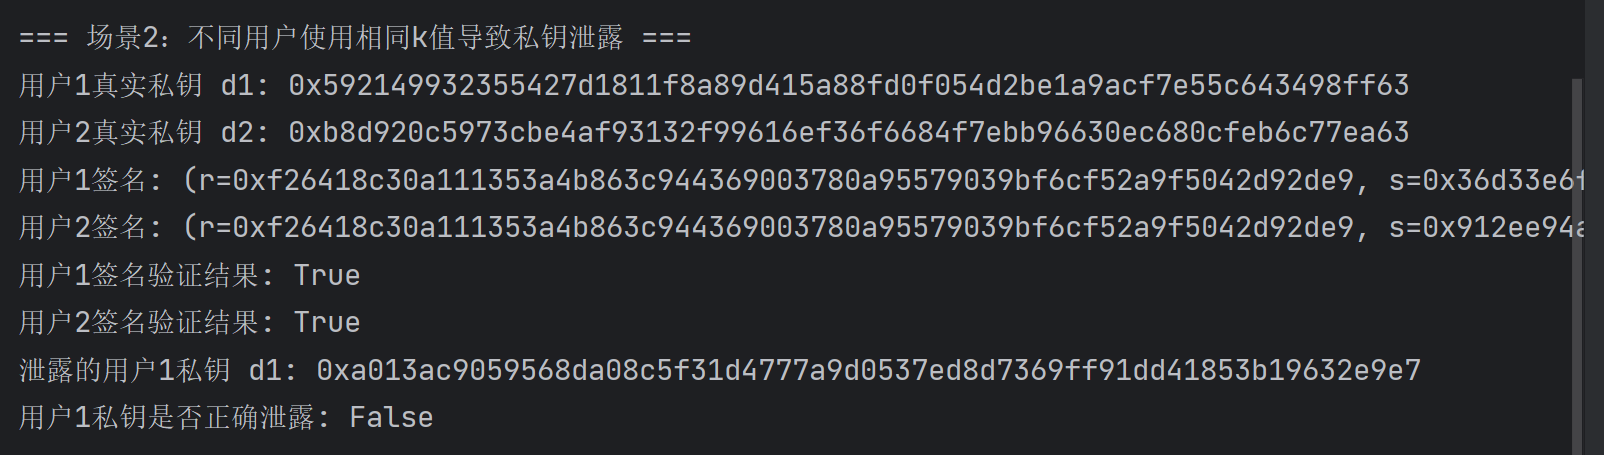 === 场景2: 不同用户使用相同k值导致私钥泄露 ===
用户1真实私钥 d1: 0x592149932355427d1811f8a89d415a88fd0f054d2be1a9acf7e55c643498ff63
用户2真实私钥 d2: 0xb8d920c5973cbe4af93132f99616ef36f6684f7ebb96630ec680cfeb6c77ea63
用户1签名: (r=0xf26418c30a111353a4b863c944369003780a95579039bf6cf52a9f5042d92de9, s=0x36d33e6f
用户2签名: (r=0xf26418c30a111353a4b863c944369003780a95579039bf6cf52a9f5042d92de9, s=0x912ee94a
用户1签名验证结果: True
用户2签名验证结果: True
泄露的用户1私钥 d1: 0xa013ac9059568da08c5f31d4777a9d0537ed8d7369ff91dd41853b19632e9e7
用户1私钥是否正确泄露: False